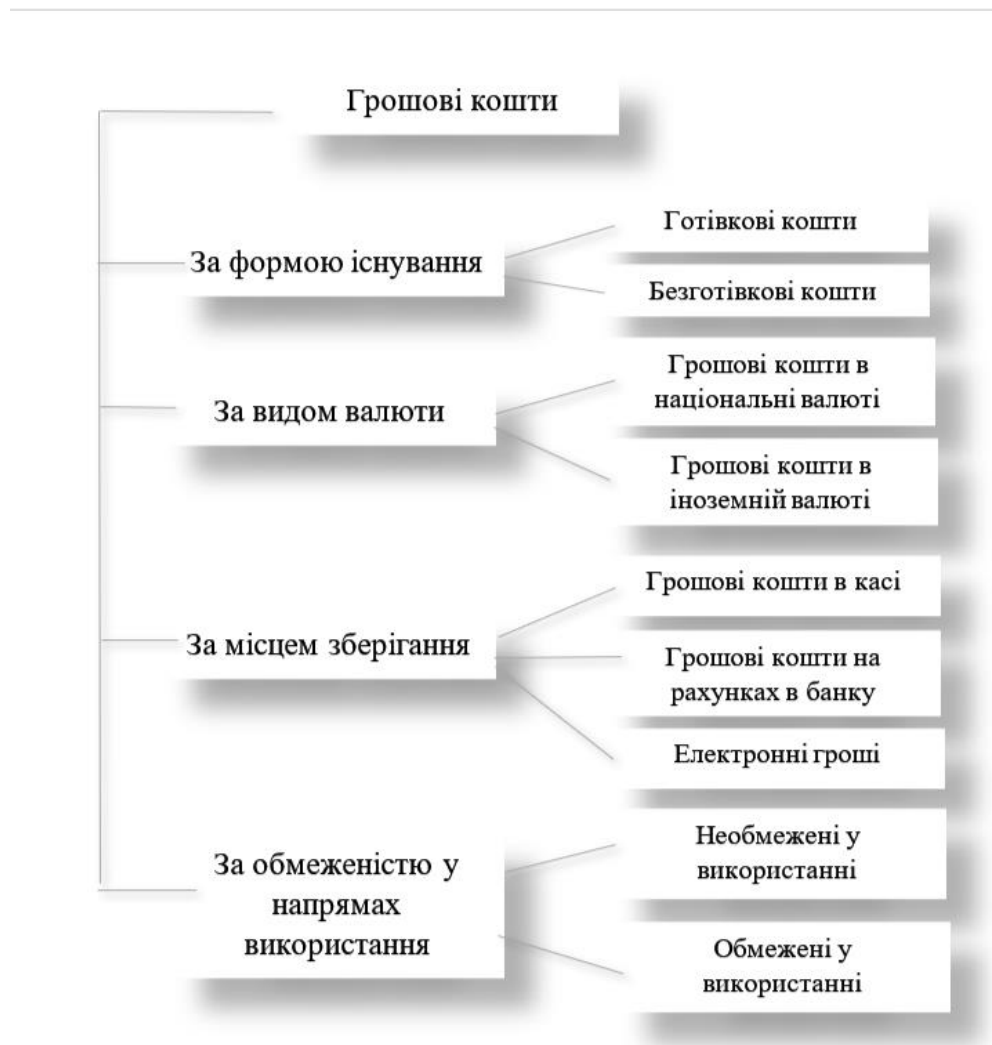 Грошові кошти
За формою існування
Готівкові кошти
Безготівкові кошти
За видом валюти
Грошові кошти в
національні валюті
Грошові кошти в
іноземній валюті
За місцем зберігання
Грошові кошти в касі
Грошові кошти на
рахунках в банку
Електронні гроші
За обмеженістю у
напрямах
використання
Необмежені у
використанні
Обмежені у
використанні